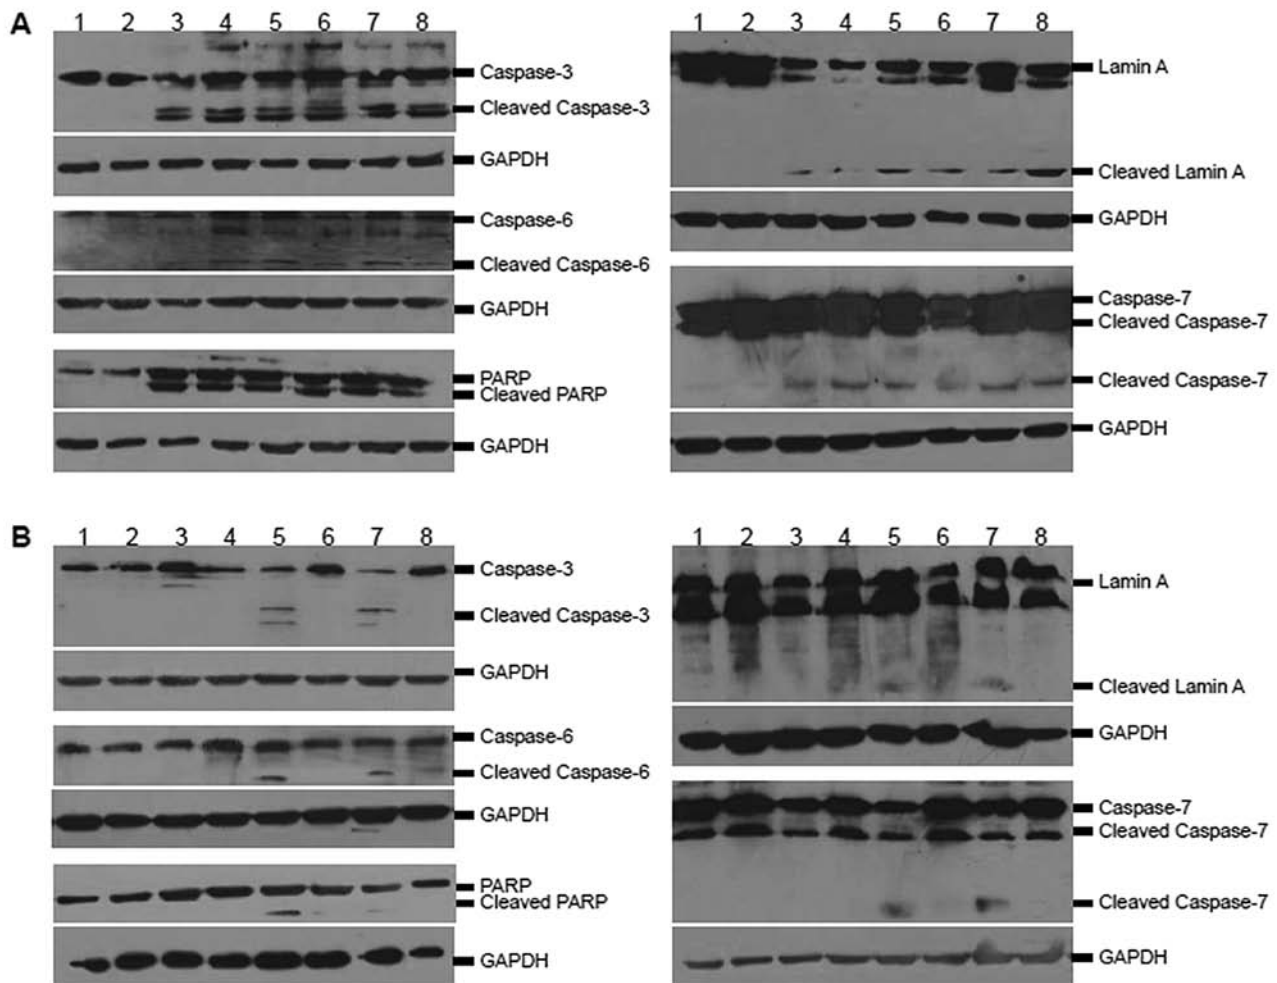 A
1 2 3 4 5 6 7 8
Caspase-3
Cleaved Caspase-3
GAPDH
Caspase-6
Cleaved Caspase-6
GAPDH
PARP
Cleaved PARP
GAPDH
1 2 3 4 5 6 7 8
Lamin A
Cleaved Lamin A
GAPDH
Caspase-7
Cleaved Caspase-7
Cleaved Caspase-7
GAPDH
B
1 2 3 4 5 6 7 8
Caspase-3
Cleaved Caspase-3
GAPDH
Caspase-6
Cleaved Caspase-6
GAPDH
PARP
Cleaved PARP
GAPDH
1 2 3 4 5 6 7 8
Lamin A
Cleaved Lamin A
GAPDH
Caspase-7
Cleaved Caspase-7
Cleaved Caspase-7
GAPDH